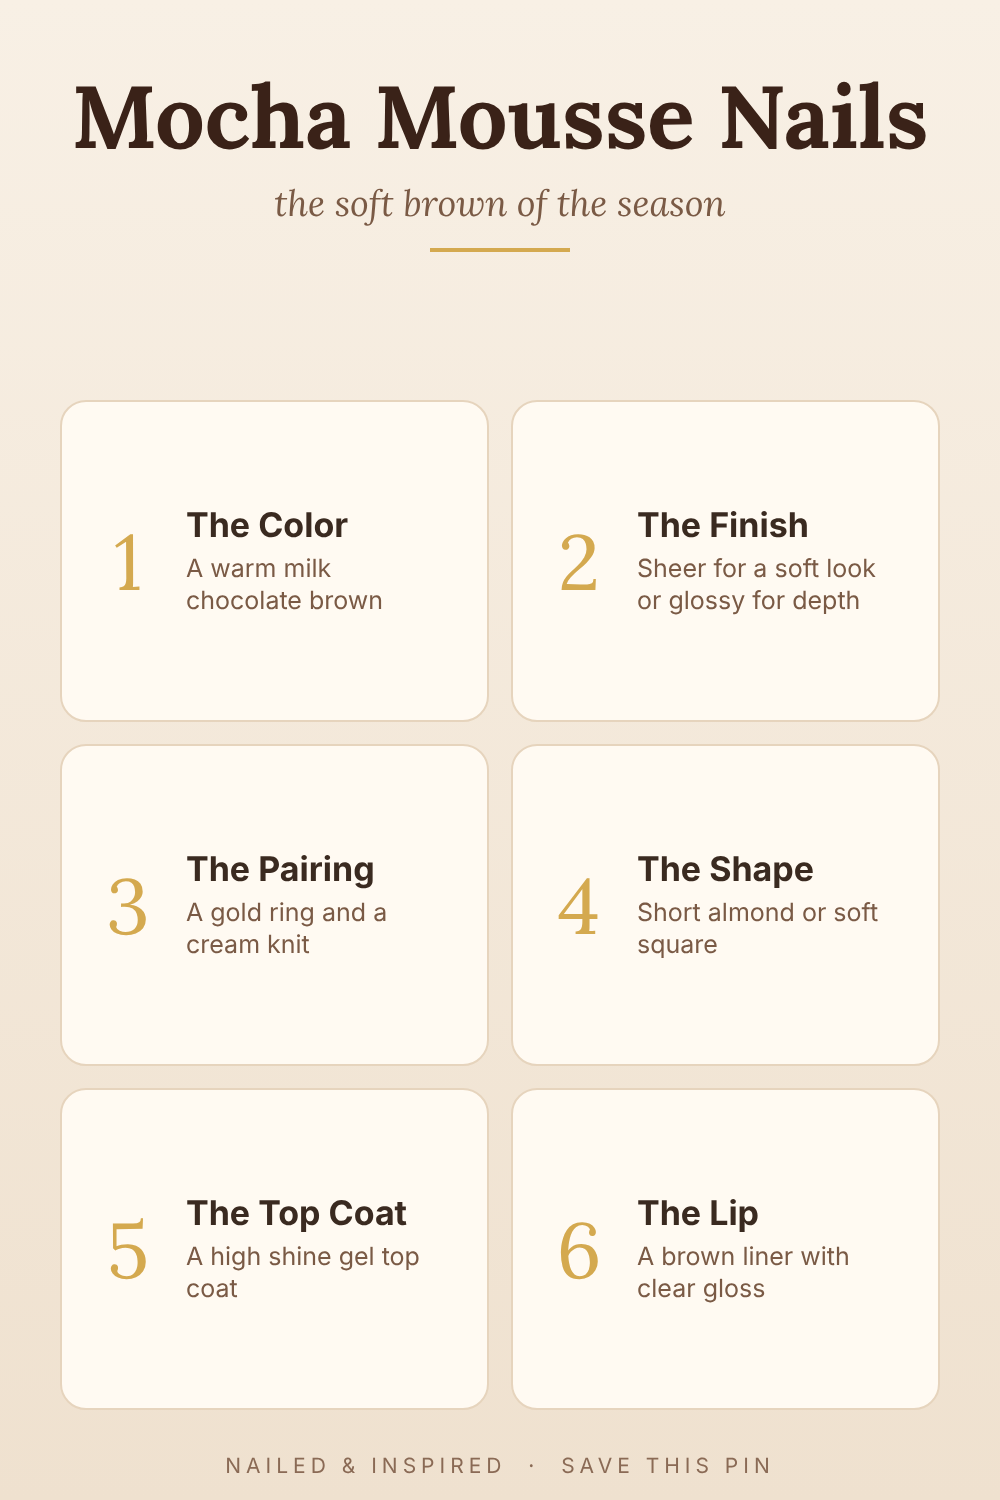 Mocha Mousse Nails
the soft brown of the season
1
The Color
A warm milk
chocolate brown
2
The Finish
Sheer for a soft look
or glossy for depth
3
The Pairing
A gold ring and a
cream knit
4
The Shape
Short almond or soft
square
5
The Top Coat
A high shine gel top
coat
6
The Lip
A brown liner with
clear gloss
NAILED & INSPIRED · SAVE THIS PIN